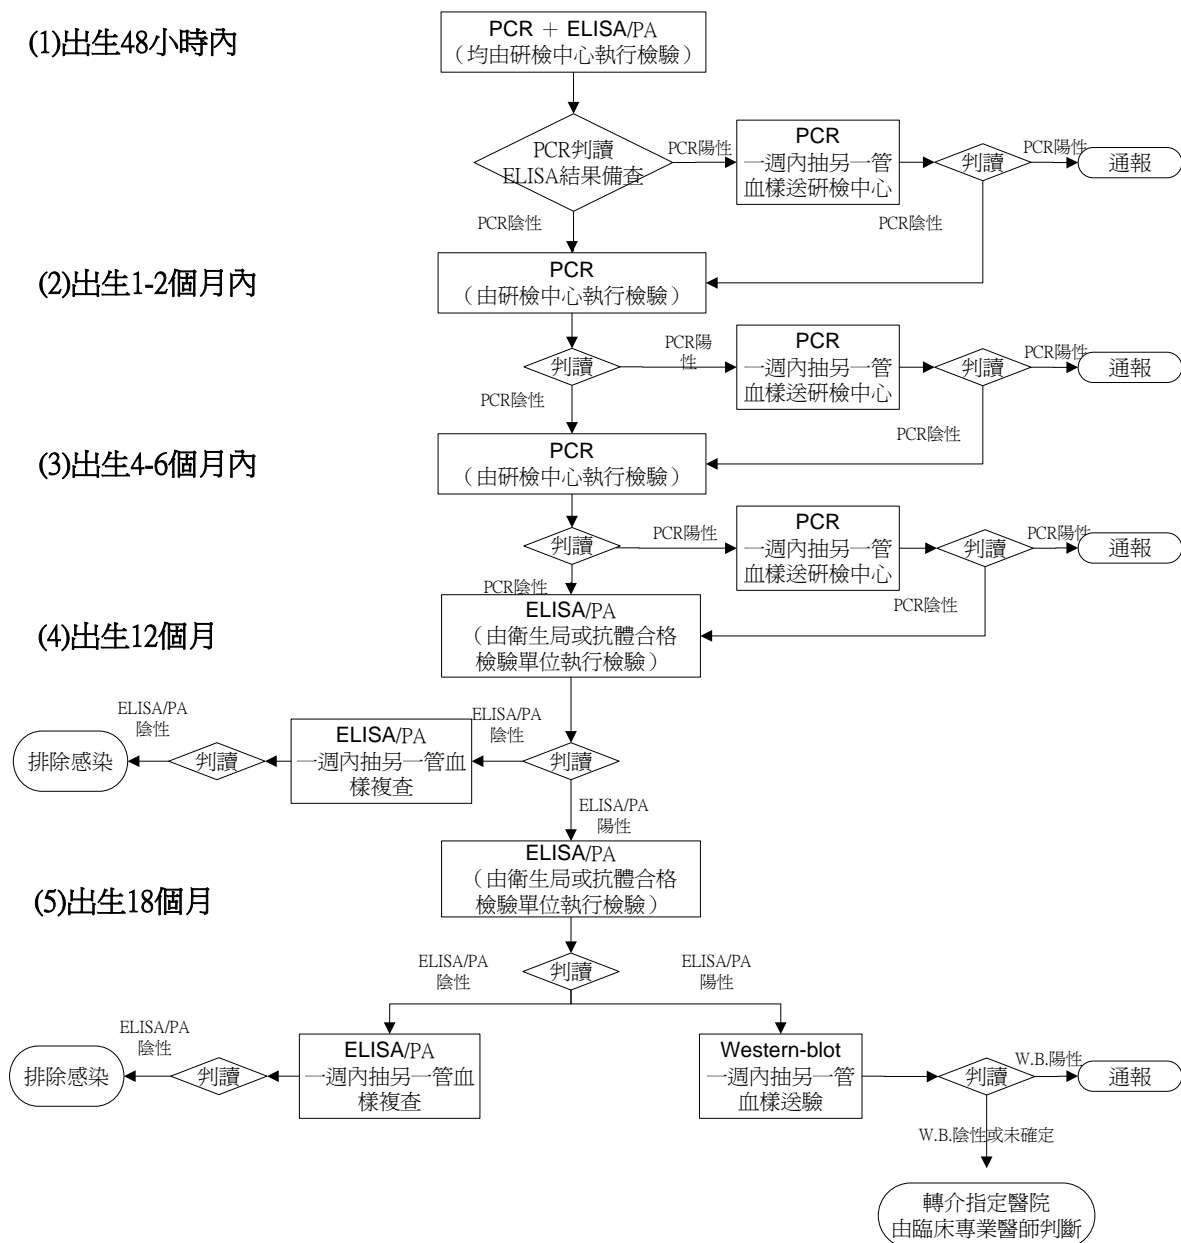 (1)出生48小時內
PCR + ELISA/PA
（均由研檢中心執行檢驗）
PCR判讀
ELISA結果備查
PCR陽性
PCR
一週內抽另一管
血樣送研檢中心
判讀
PCR陽性
通報
PCR陰性
PCR陰性
(2)出生1-2個月內
PCR
（由研檢中心執行檢驗）
判讀
PCR陽
性
PCR
一週內抽另一管
血樣送研檢中心
判讀
PCR陽性
通報
PCR陰性
PCR陰性
(3)出生4-6個月內
PCR
（由研檢中心執行檢驗）
判讀
PCR陽性
PCR
一週內抽另一管
血樣送研檢中心
判讀
PCR陽性
通報
PCR陰性
PCR陰性
(4)出生12個月
ELISA/PA
（由衛生局或抗體合格
檢驗單位執行檢驗）
判讀
ELISA/PA
陰性
ELISA/PA
一週內抽另一管血
樣複查
判讀
ELISA/PA
陰性
排除感染
ELISA/PA
陽性
(5)出生18個月
ELISA/PA
（由衛生局或抗體合格
檢驗單位執行檢驗）
判讀
ELISA/PA
陰性
ELISA/PA
陽性
ELISA/PA
一週內抽另一管血
樣複查
判讀
ELISA/PA
陰性
排除感染
Western-blot
一週內抽另一管
血樣送驗
判讀
W.B.陽性
通報
W.B.陰性或未確定
轉介指定醫院
由臨床專業醫師判斷